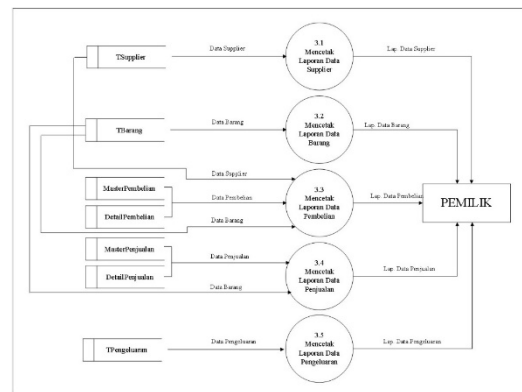 TSupplier
Data Supplier
3.1
Mencetak
Laporan Data
Supplier
Lap. Data Supplier
TBarang
Data Barang
3.2
Mencetak
Laporan Data
Barang
Lap. Data Barang
Data Supplier
MasterPembelian
Data Pembelian
DetailPembelian
Data Barang
3.3
Mencetak
Laporan Data
Pembelian
Lap. Data Pembelian
PEMILIK
MasterPenjualan
Data Penjualan
DetailPenjualan
Data Barang
3.4
Mencetak
Laporan Data
Penjualan
Lap. Data Penjualan
TPengeluaran
Data Pengeluaran
3.5
Mencetak
Laporan Data
Pengeluaran
Lap. Data Pengeluaran